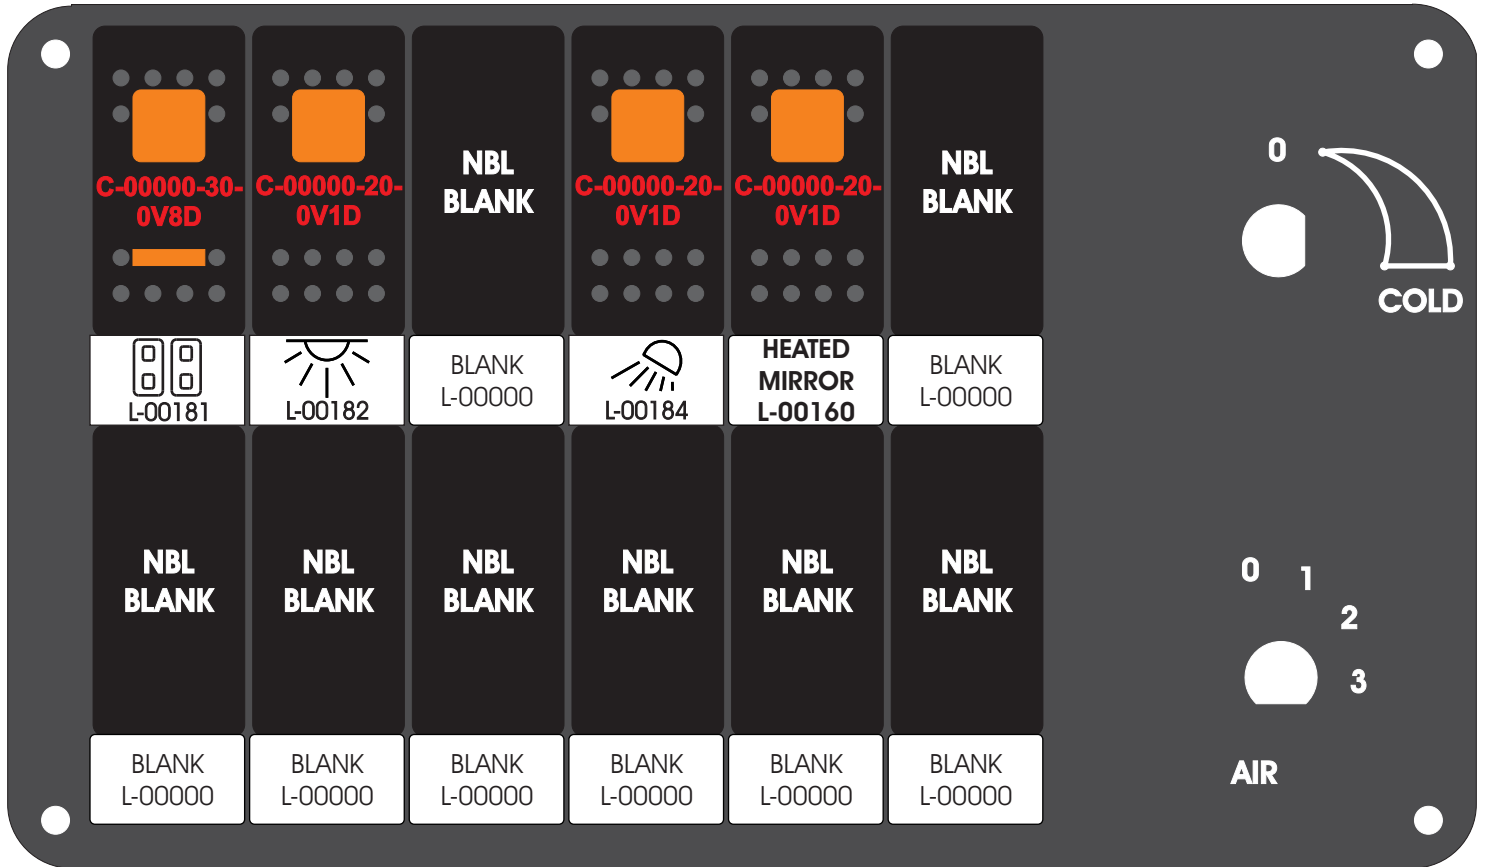 C-00000-30-
0V8D
C-00000-20-
0V1D
NBL
BLANK
C-00000-20-
0V1D
C-00000-20-
0V1D
NBL
BLANK
L-00181
L-00182
BLANK
L-00000
L-00184
HEATED
MIRROR
L-00160
BLANK
L-00000
NBL
BLANK
NBL
BLANK
NBL
BLANK
NBL
BLANK
NBL
BLANK
NBL
BLANK
BLANK
L-00000
BLANK
L-00000
BLANK
L-00000
BLANK
L-00000
BLANK
L-00000
BLANK
L-00000
0
COLD
0
1
2
3
AIR